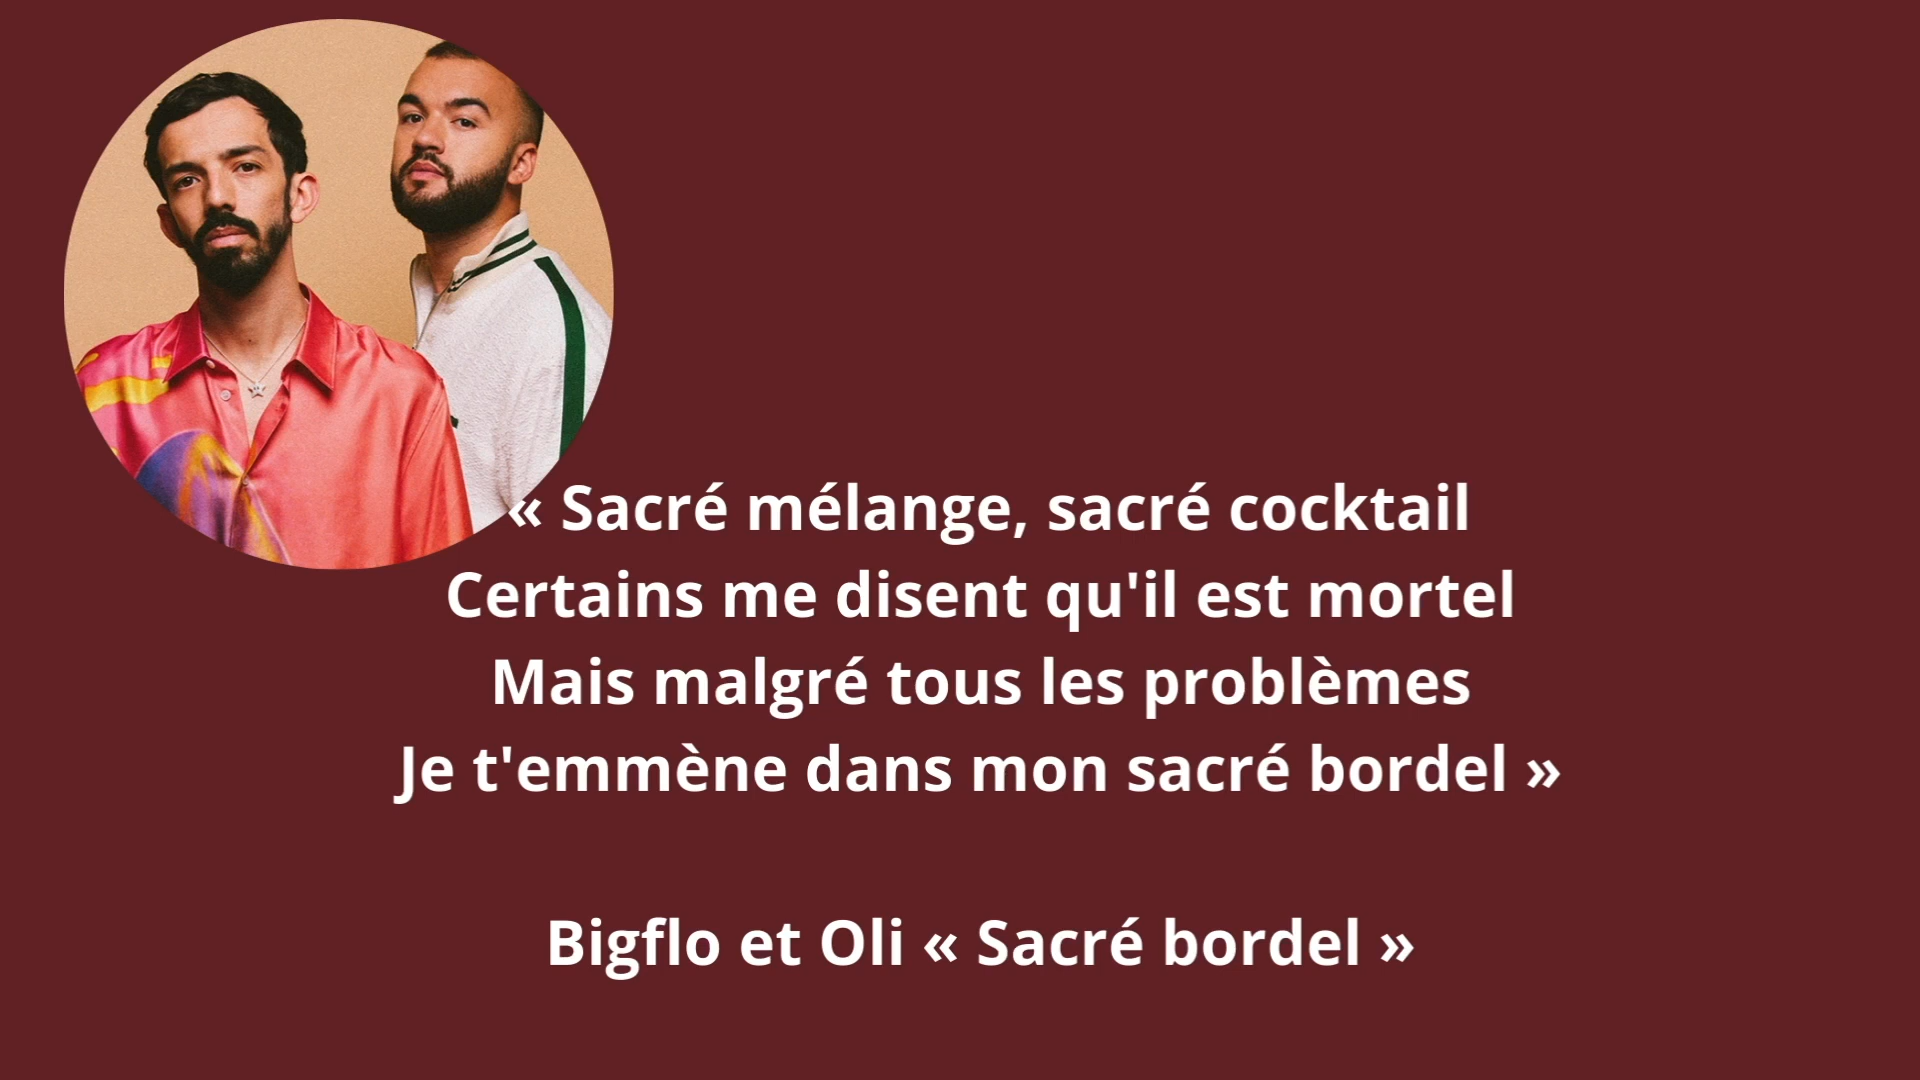 « Sacré mélange, sacré cocktail
Certains me disent qu'il est mortel
Mais malgré tous les problèmes
Je t'emmène dans mon sacré bordel »
Bigflo et Oli « Sacré bordel »